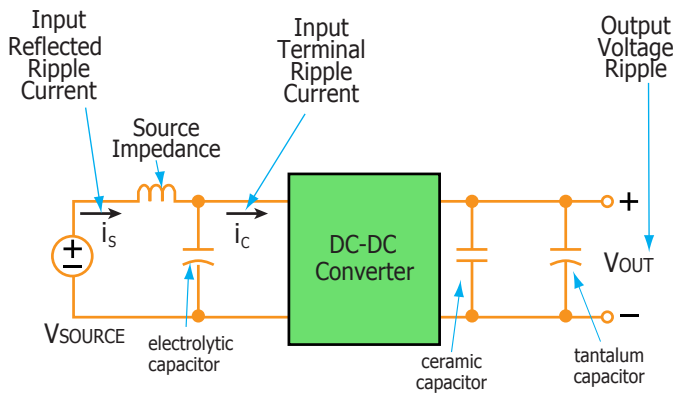 Input
Reflected
Ripple
Current
Input
Terminal
Ripple
Current
Output
Voltage
Ripple
Source
Impedance
iS
iC
DC-DC
Converter
+
−
+
−
VOUT
VSOURCE
electrolytic
capacitor
ceramic
capacitor
tantalum
capacitor